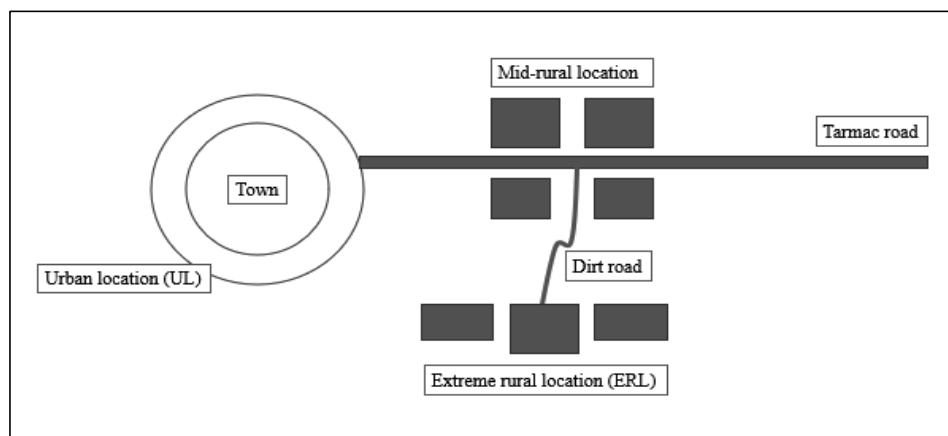 Mid-rural location
Tarmac road
Town
Dirt road
Urban location (UL)
Extreme rural location (ERL)